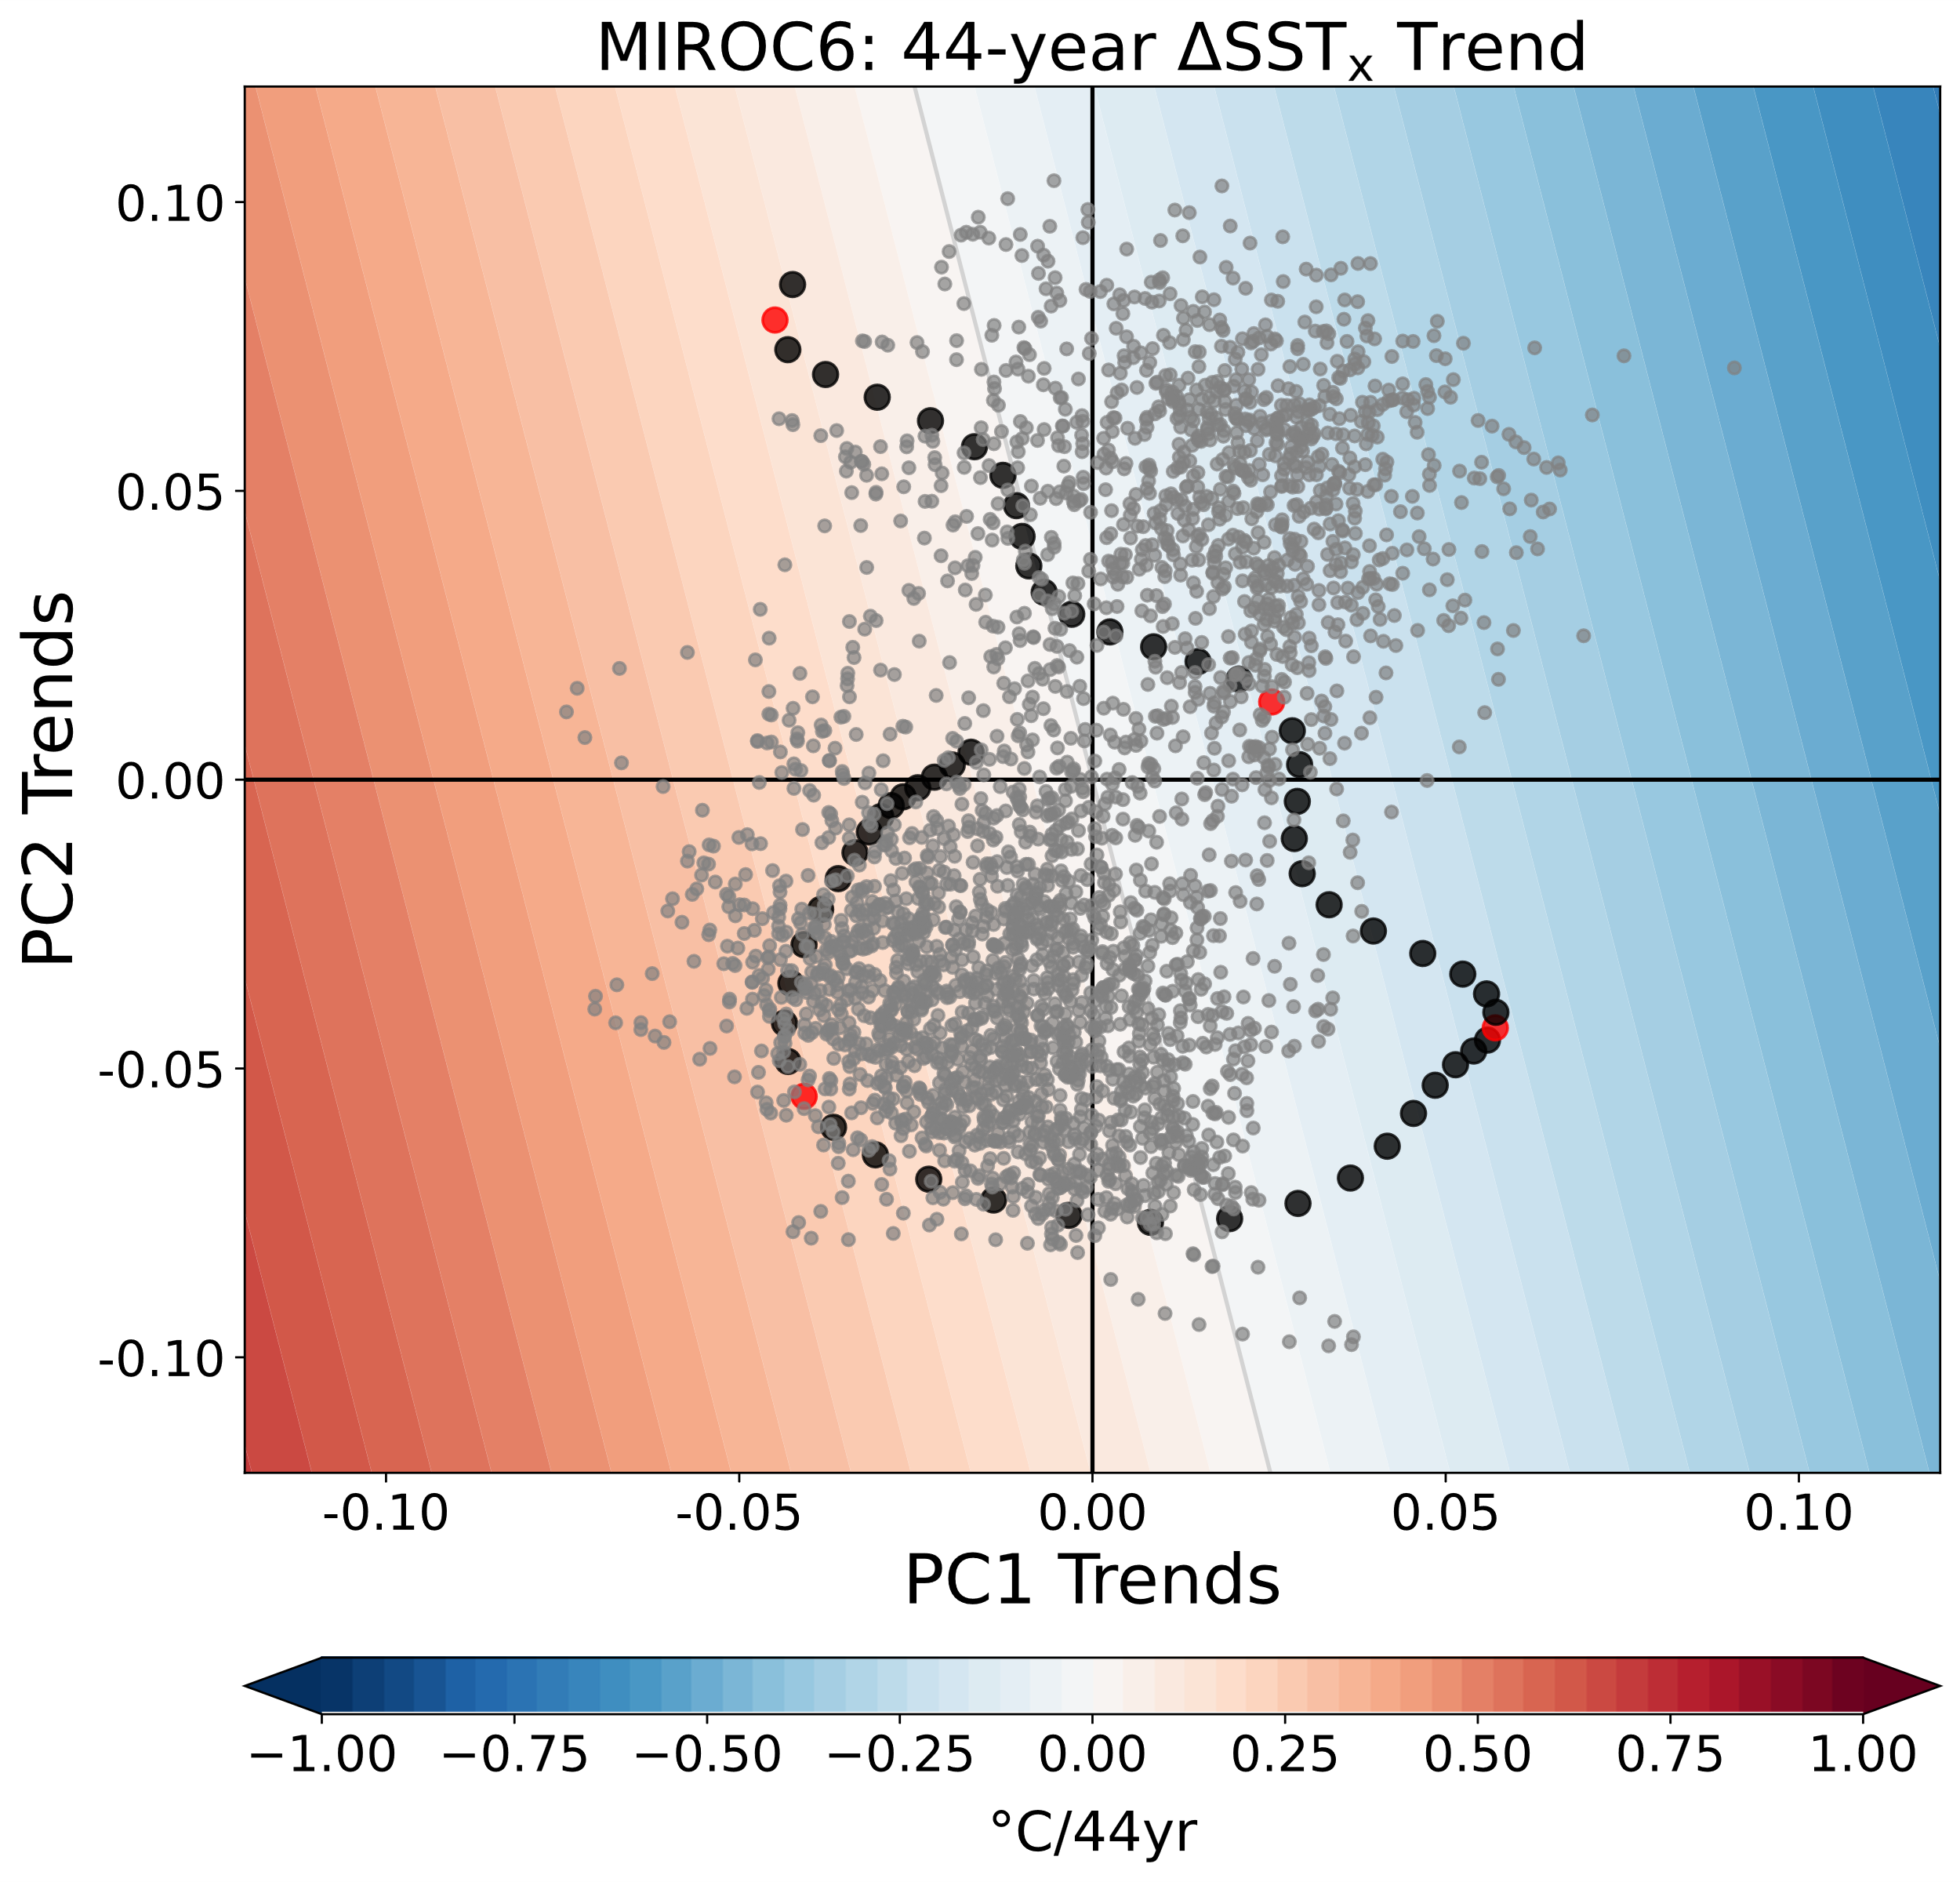 MIROC6: 44-year ΔSSTₓ Trend
0.10
0.05
0.00
-0.05
-0.10
PC2 Trends
-0.10 -0.05 0.00 0.05 0.10
PC1 Trends
−1.00 −0.75 −0.50 −0.25 0.00 0.25 0.50 0.75 1.00
°C/44yr